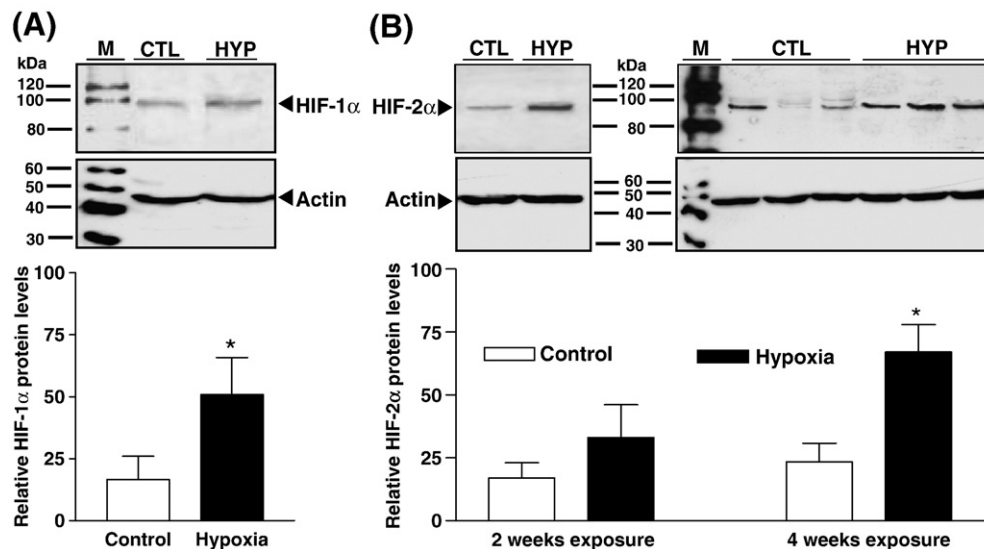 (A)
M CTL HYP
kDa
120
100
80
HIF-1α
60
50
40
30
Actin
Relative HIF-1α protein levels
100
75
50
25
0
*
Control Hypoxia
(B)
CTL HYP
HIF-2α
Actin
kDa
120
100
80
60
50
40
30
M CTL HYP
Relative HIF-2α protein levels
100
75
50
25
0
Control
Hypoxia
*
2 weeks exposure 4 weeks exposure